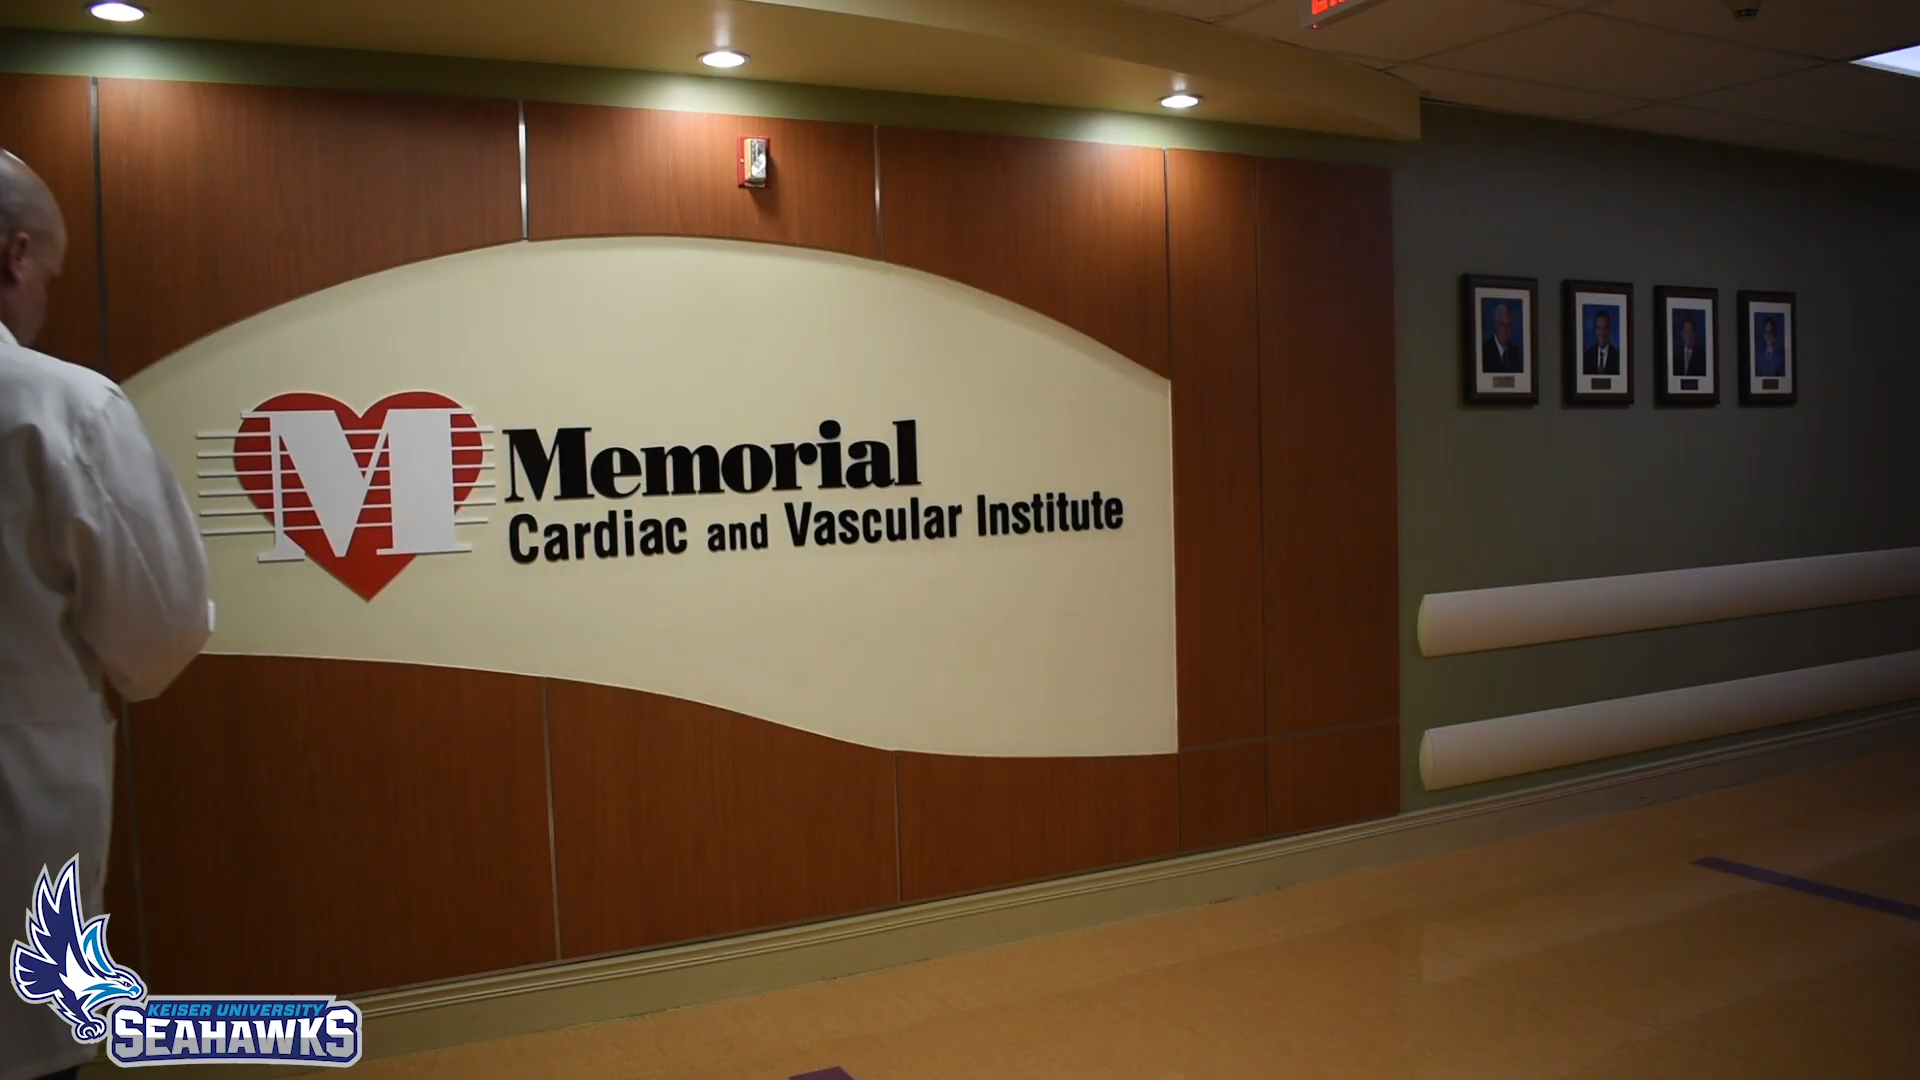 M
Memorial
Cardiac and Vascular Institute
KEISER UNIVERSITY
SEAHAWKS